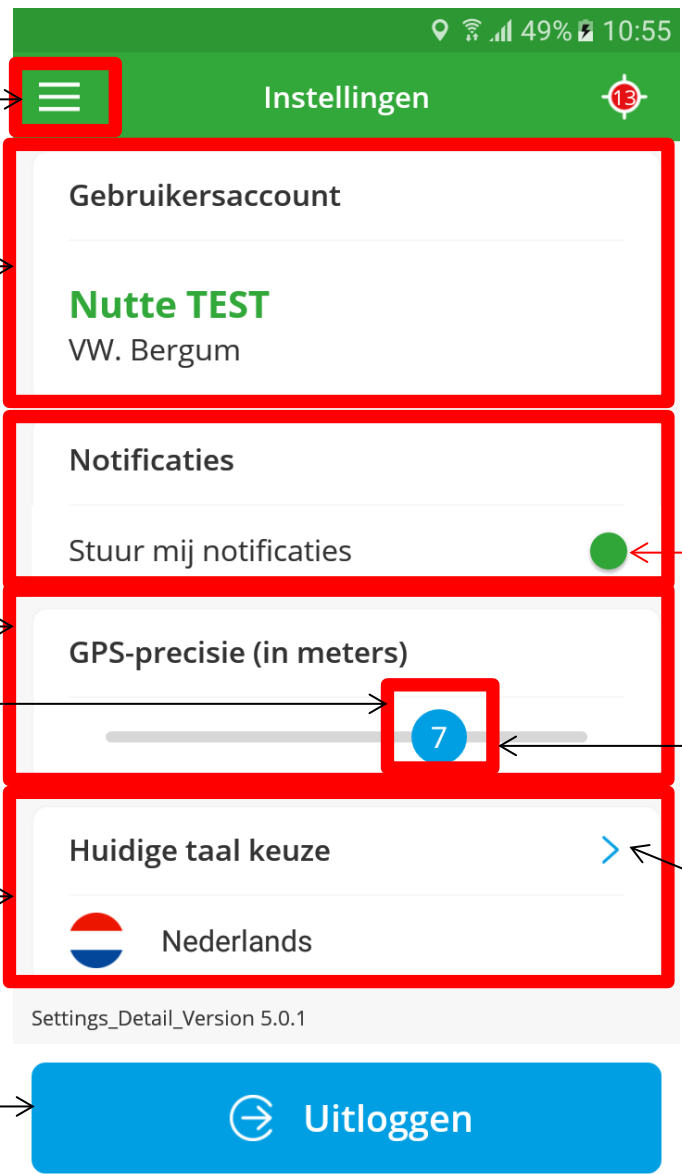 49% 10:55
Instellingen
13
Gebruikersaccount
Nutte TEST
VW. Bergum
Notificaties
Stuur mij notificaties
GPS-precisie (in meters)
7
Huidige taal keuze
Nederlands
Settings_Detail_Version 5.0.1
Uitloggen